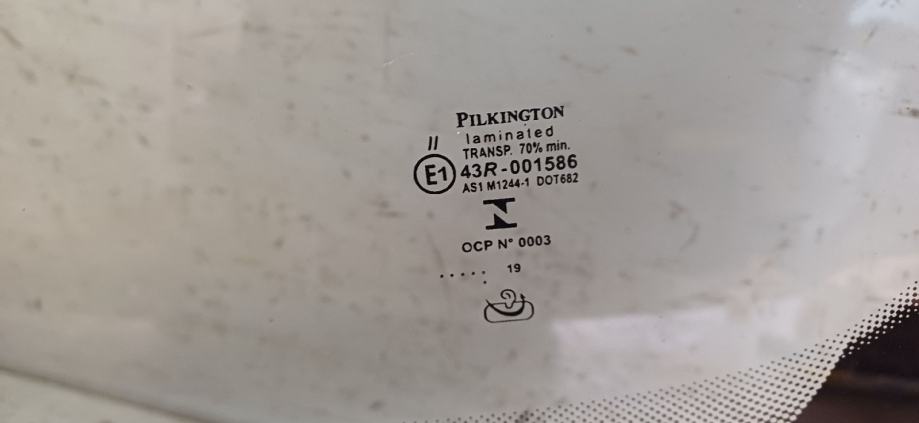 PILKINGTON
laminated
II
TRANSP. 70% min.
E1 43R-001586
AS1 M1244-1 DOT682
OCP N° 0003
..... 19
.